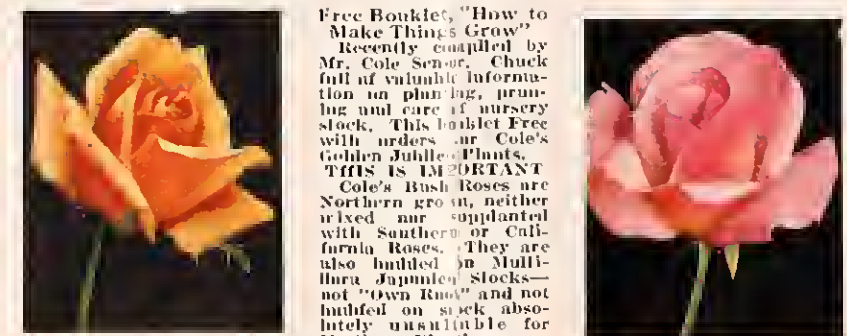 Free Booklet, "How to
Make Things Grow"
Recently compiled by
Mr. Cole Senior. Chuck
full of valuable informa-
tion on planting, prun-
ing and care of nursery
stock. This booklet Free
with orders for Cole's
Golden Jubilee Plants.
THIS IS IMPORTANT
Cole's Bush Roses are
Northern grown, neither
mixed nor supplanted
with Southern or Cali-
fornia Roses. They are
also budded on Multi-
flora Japonica Stocks—
not "Own Root" and not
budded on stock abso-
lutely unsuitable for